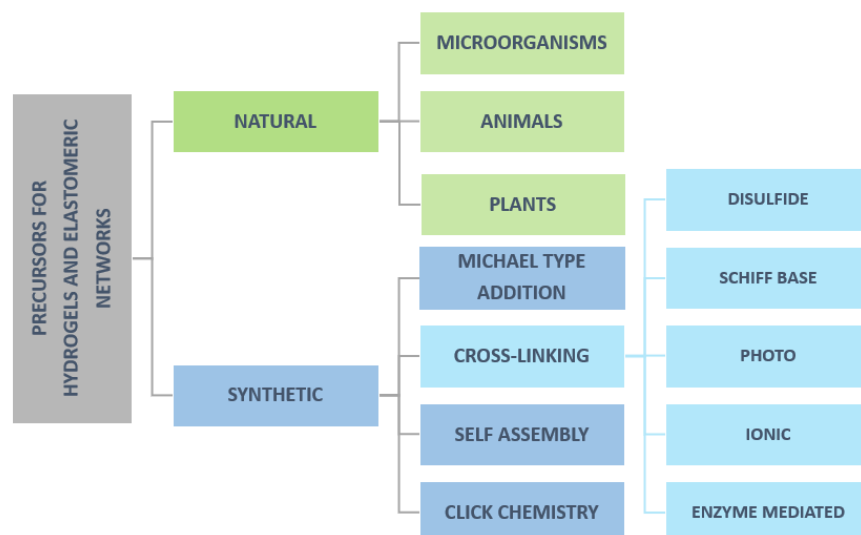 PRECURSORS FOR
HYDROGELS AND ELASTOMERIC
NETWORKS
NATURAL
MICROORGANISMS
ANIMALS
PLANTS
SYNTHETIC
MICHAEL TYPE
ADDITION
CROSS-LINKING
SELF ASSEMBLY
CLICK CHEMISTRY
DISULFIDE
SCHIFF BASE
PHOTO
IONIC
ENZYME MEDIATED